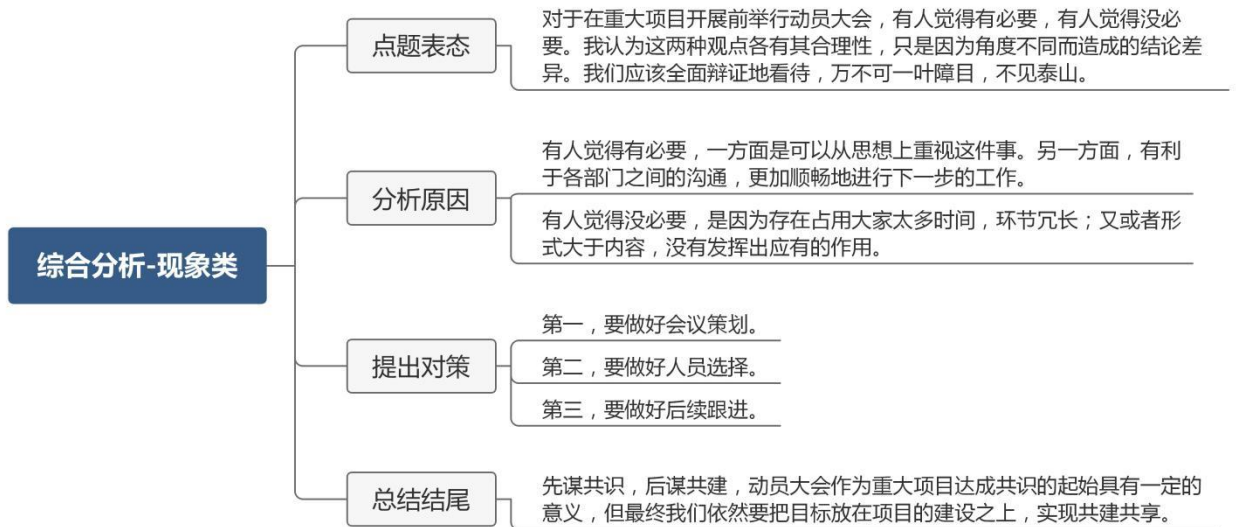 综合分析-现象类
点题表态
对于在重大项目开展前举行动员大会，有人觉得有必要，有人觉得没必
要。我认为这两种观点各有其合理性，只是因为角度不同而造成的结论差
异。我们应该全面辩证地看待，万不可一叶障目，不见泰山。
分析原因
有人觉得有必要，一方面是可以从思想上重视这件事。另一方面，有利
于各部门之间的沟通，更加顺畅地进行下一步的工作。
有人觉得没必要，是因为存在占用大家太多时间，环节冗长；又或者形
式大于内容，没有发挥出应有的作用。
提出对策
第一，要做好会议策划。
第二，要做好人员选择。
第三，要做好后续跟进。
总结结尾
先谋共识，后谋共建，动员大会作为重大项目达成共识的起始具有一定的
意义，但最终我们依然要把目标放在项目的建设之上，实现共建共享。